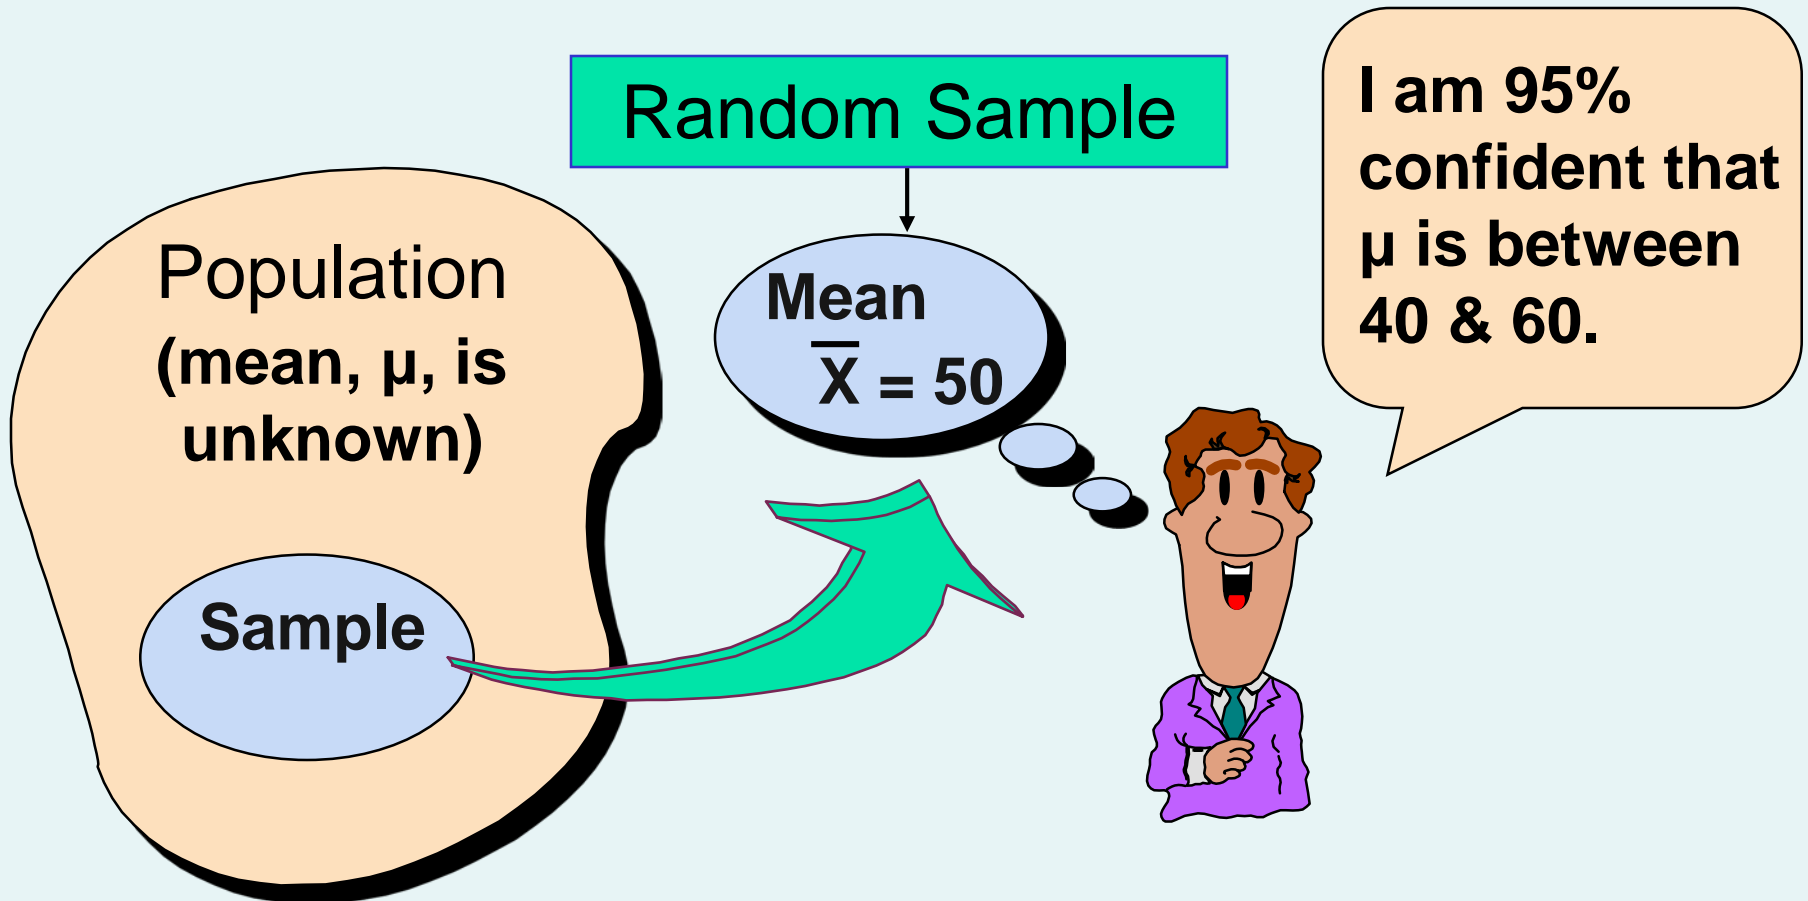 Random Sample
Population
(mean, μ, is
unknown)
Sample
Mean
X̅ = 50
I am 95%
confident that
μ is between
40 & 60.